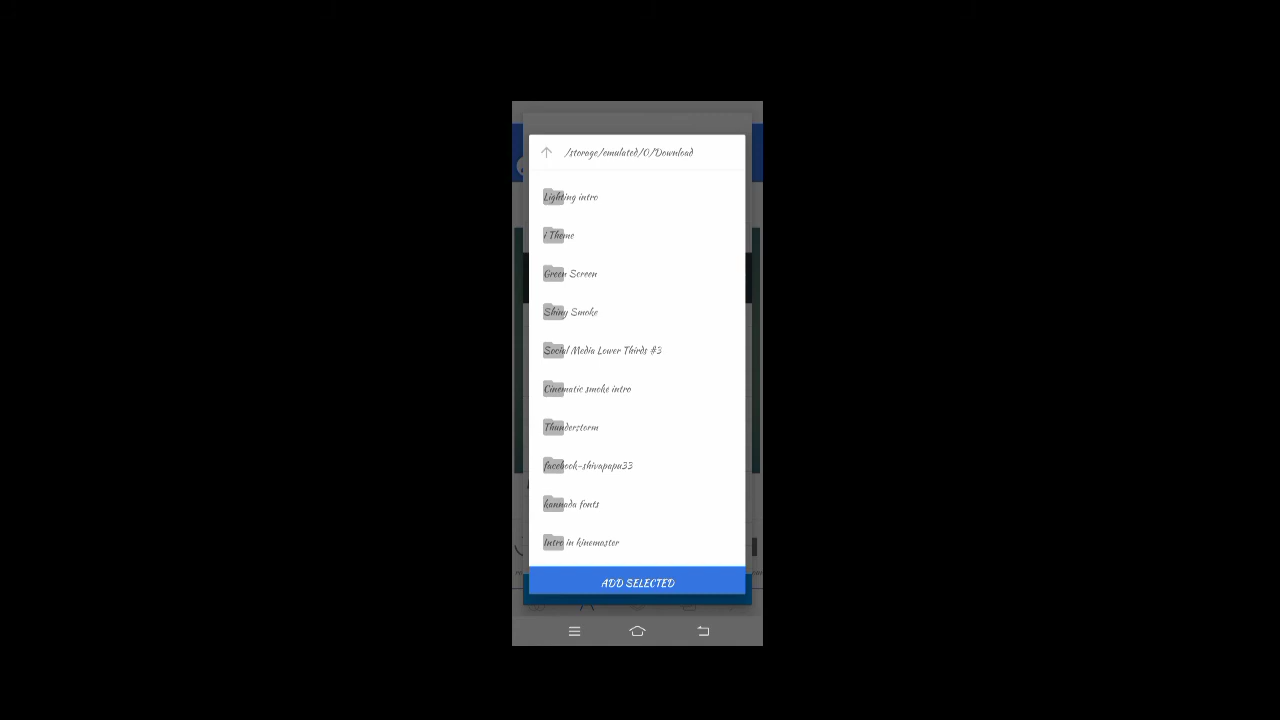 /storage/emulated/0/Download
Lighting intro
i Theme
Green Screen
Shiny Smoke
Social Media Lower Thirds #3
Cinematic smoke intro
Thunderstorm
facebook-shivapapu33
kannada fonts
Intro in kinemaster
ADD SELECTED